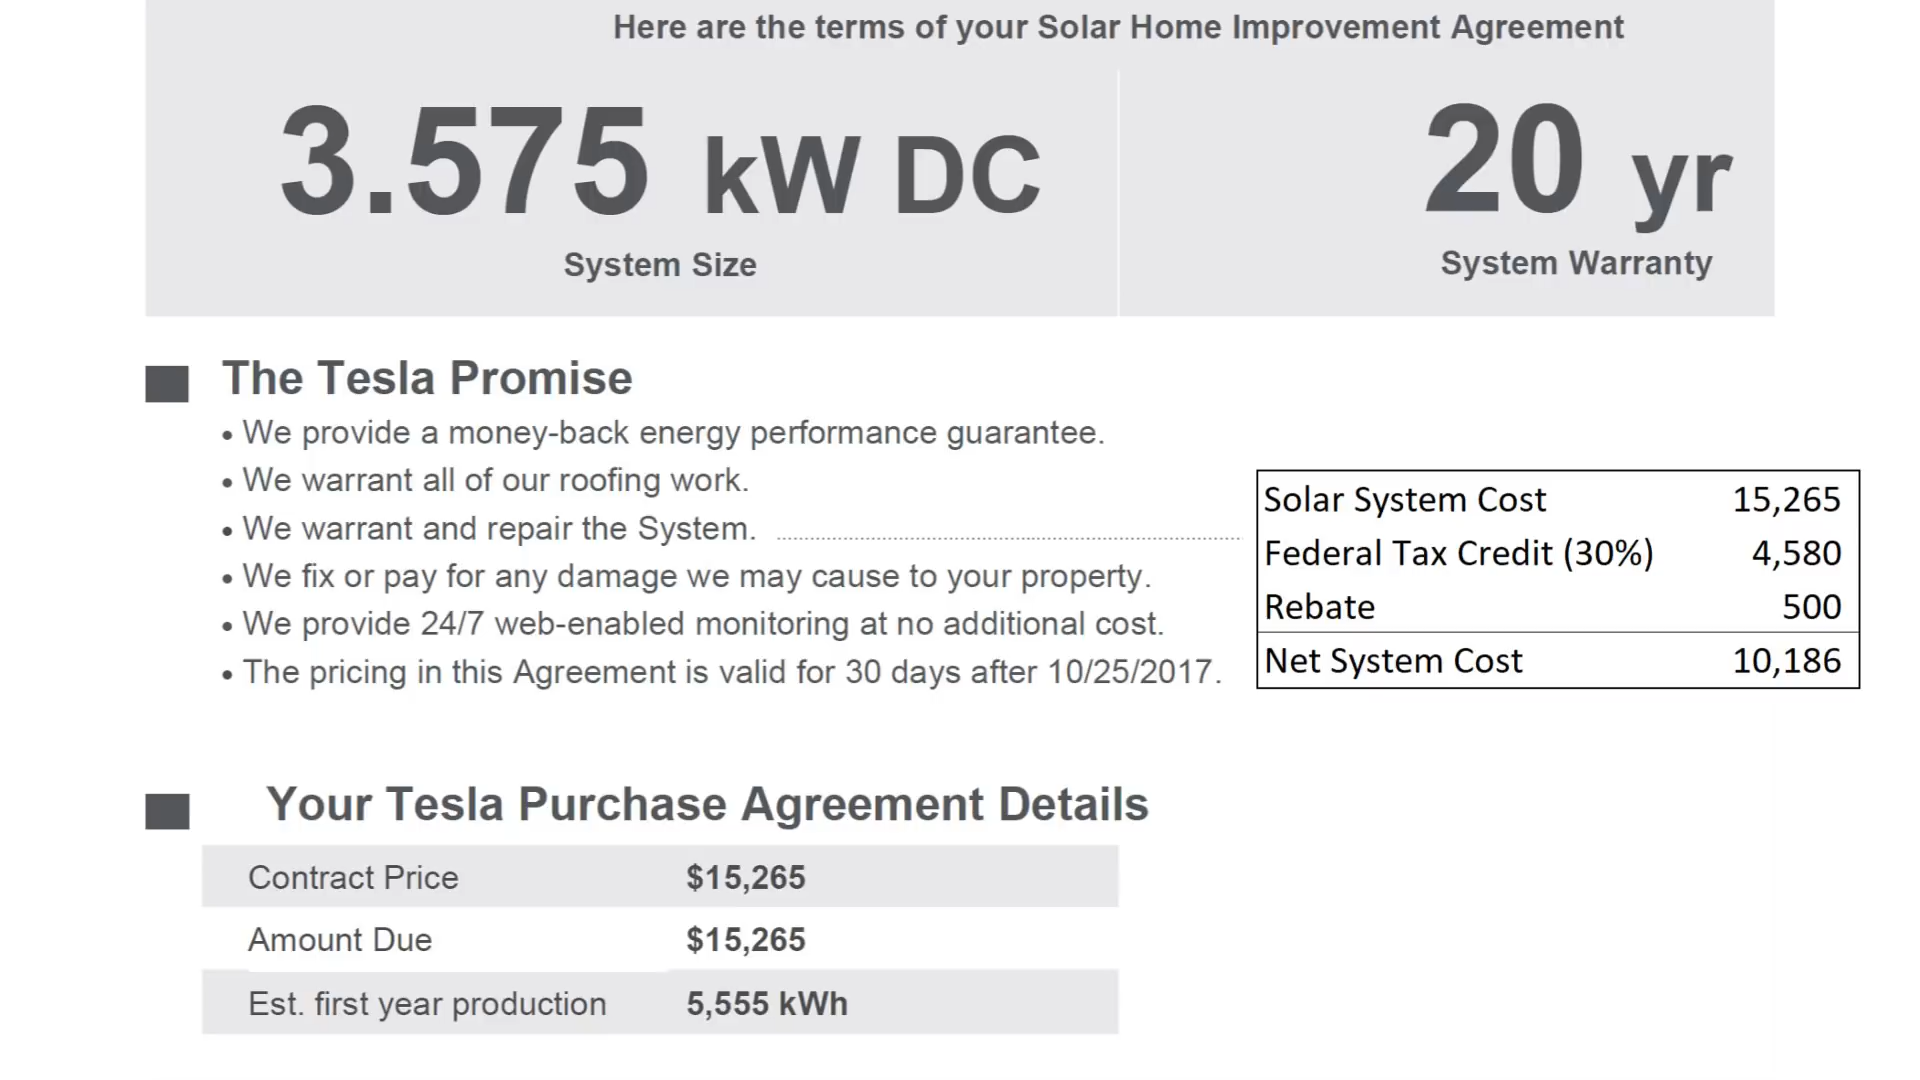 Here are the terms of your Solar Home Improvement Agreement
3.575 kW DC
System Size
20 yr
System Warranty
The Tesla Promise
• We provide a money-back energy performance guarantee.
• We warrant all of our roofing work.
• We warrant and repair the System.
• We fix or pay for any damage we may cause to your property.
• We provide 24/7 web-enabled monitoring at no additional cost.
• The pricing in this Agreement is valid for 30 days after 10/25/2017.
Solar System Cost 15,265
Federal Tax Credit (30%) 4,580
Rebate 500
Net System Cost 10,186
Your Tesla Purchase Agreement Details
Contract Price $15,265
Amount Due $15,265
Est. first year production 5,555 kWh